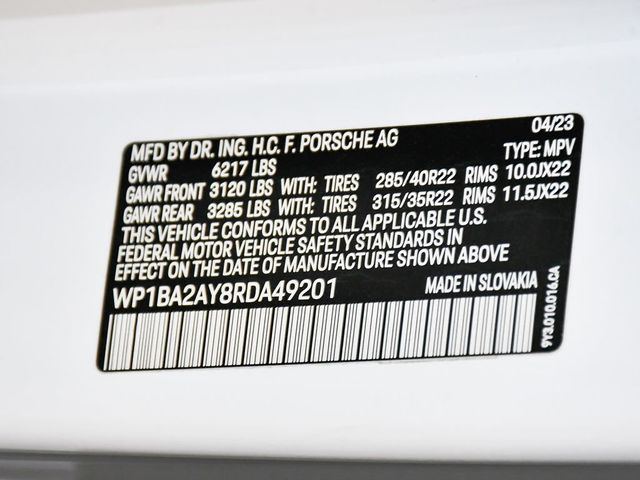 04/23
MFD BY DR. ING. H.C. F. PORSCHE AG
GVWR 6217 LBS TYPE: MPV
GAWR FRONT 3120 LBS WITH: TIRES 285/40R22 RIMS 10.0JX22
GAWR REAR 3285 LBS WITH: TIRES 315/35R22 RIMS 11.5JX22
THIS VEHICLE CONFORMS TO ALL APPLICABLE U.S.
FEDERAL MOTOR VEHICLE SAFETY STANDARDS IN
EFFECT ON THE DATE OF MANUFACTURE SHOWN ABOVE
WP1BA2AY8RDA49201 MADE IN SLOVAKIA
9Y3.010.016.CA